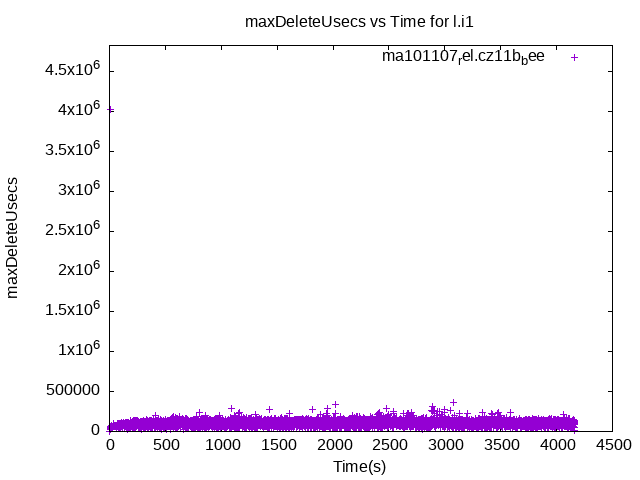 maxDeleteUsecs vs Time for l.i1
ma101107rel.cz11bbee
4.5x10^6
4x10^6
3.5x10^6
3x10^6
2.5x10^6
2x10^6
1.5x10^6
1x10^6
500000
0
maxDeleteUsecs
0 500 1000 1500 2000 2500 3000 3500 4000 4500
Time(s)